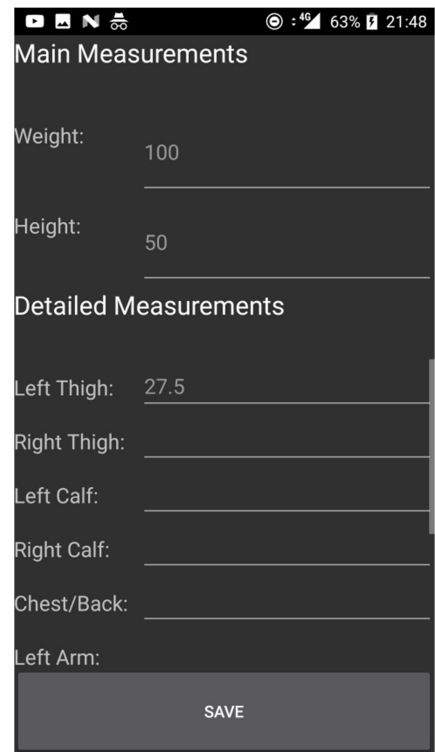 4G 63% 21:48
Main Measurements
Weight:
100
Height:
50
Detailed Measurements
Left Thigh: 27.5
Right Thigh:
Left Calf:
Right Calf:
Chest/Back:
Left Arm:
SAVE